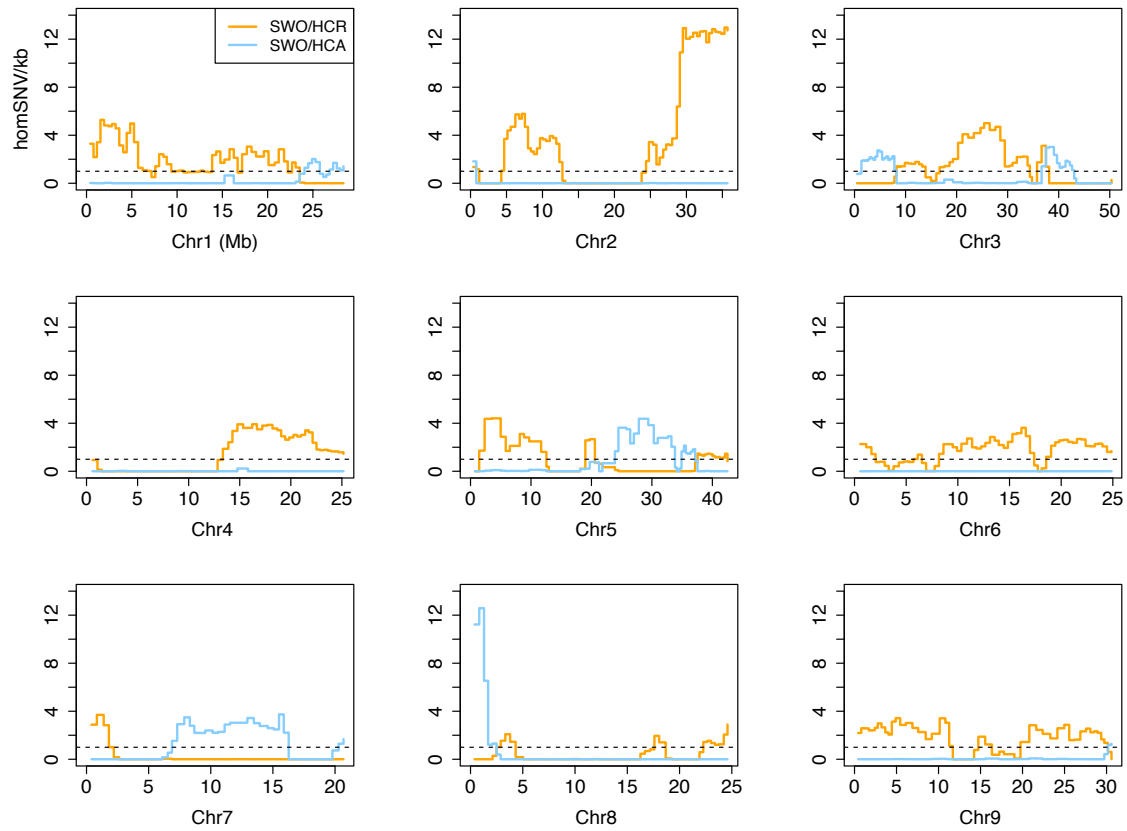 SWO/HCR
SWO/HCA
homSNV/kb
0 4 8 12
0 5 10 15 20 25
Chr1 (Mb)
0 4 8 12
0 5 10 20 30
Chr2
0 4 8 12
0 10 20 30 40 50
Chr3
0 4 8 12
0 5 10 15 20 25
Chr4
0 4 8 12
0 10 20 30 40
Chr5
0 4 8 12
0 5 10 15 20 25
Chr6
0 4 8 12
0 5 10 15 20
Chr7
0 4 8 12
0 5 10 15 20 25
Chr8
0 4 8 12
0 5 10 15 20 25 30
Chr9